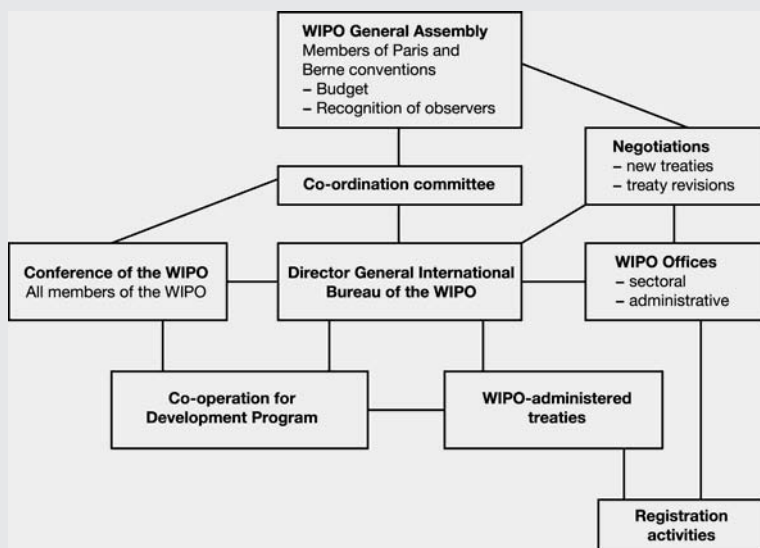 WIPO General Assembly
Members of Paris and
Berne conventions
– Budget
– Recognition of observers
Negotiations
– new treaties
– treaty revisions
Co-ordination committee
Conference of the WIPO
All members of the WIPO
Director General International
Bureau of the WIPO
WIPO Offices
– sectoral
– administrative
Co-operation for
Development Program
WIPO-administered
treaties
Registration
activities